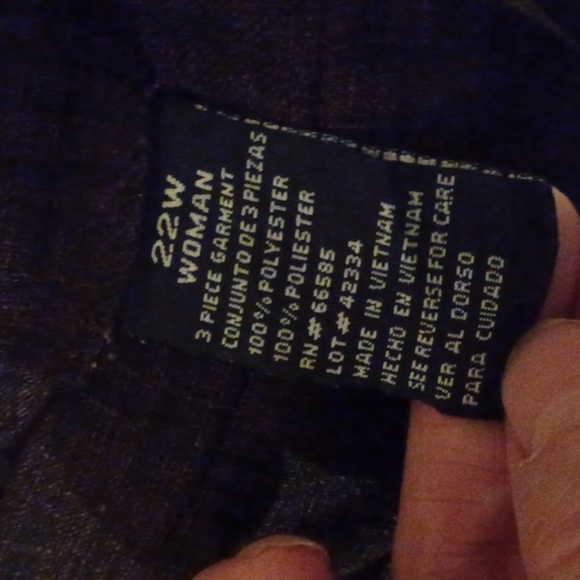 22W
WOMAN
3 PIECE GARMENT
CONJUNTO DE 3 PIEZAS
100% POLYESTER
100% POLIESTER
RN# 66585
LOT# 42334
MADE IN VIETNAM
HECHO EN VIETNAM
SEE REVERSE FOR CARE
VER AL DORSO
PARA CUIDADO